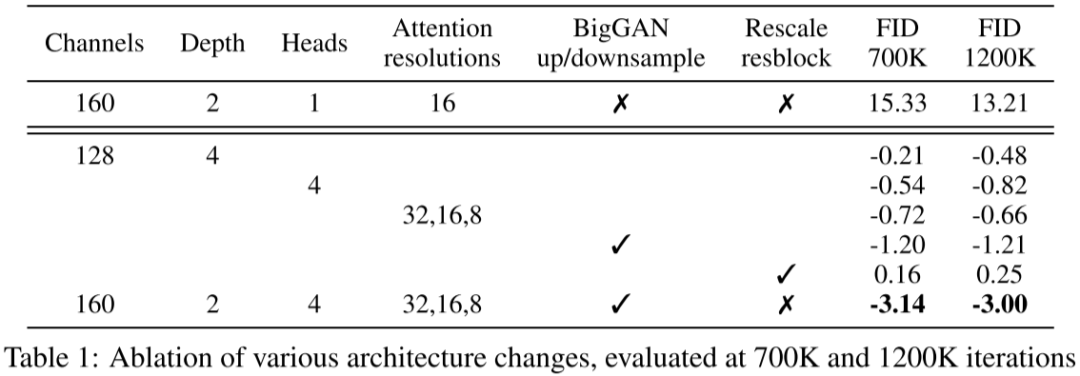 Channels Depth Heads Attention resolutions BigGAN up/downsample Rescale resblock FID 700K FID 1200K
160 2 1 16 ✗ ✗ 15.33 13.21
128 4 -0.21 -0.48
4 -0.54 -0.82
32,16,8 -0.72 -0.66
✓ -1.20 -1.21
✓ 0.16 0.25
160 2 4 32,16,8 ✓ ✗ -3.14 -3.00
Table 1: Ablation of various architecture changes, evaluated at 700K and 1200K iterations